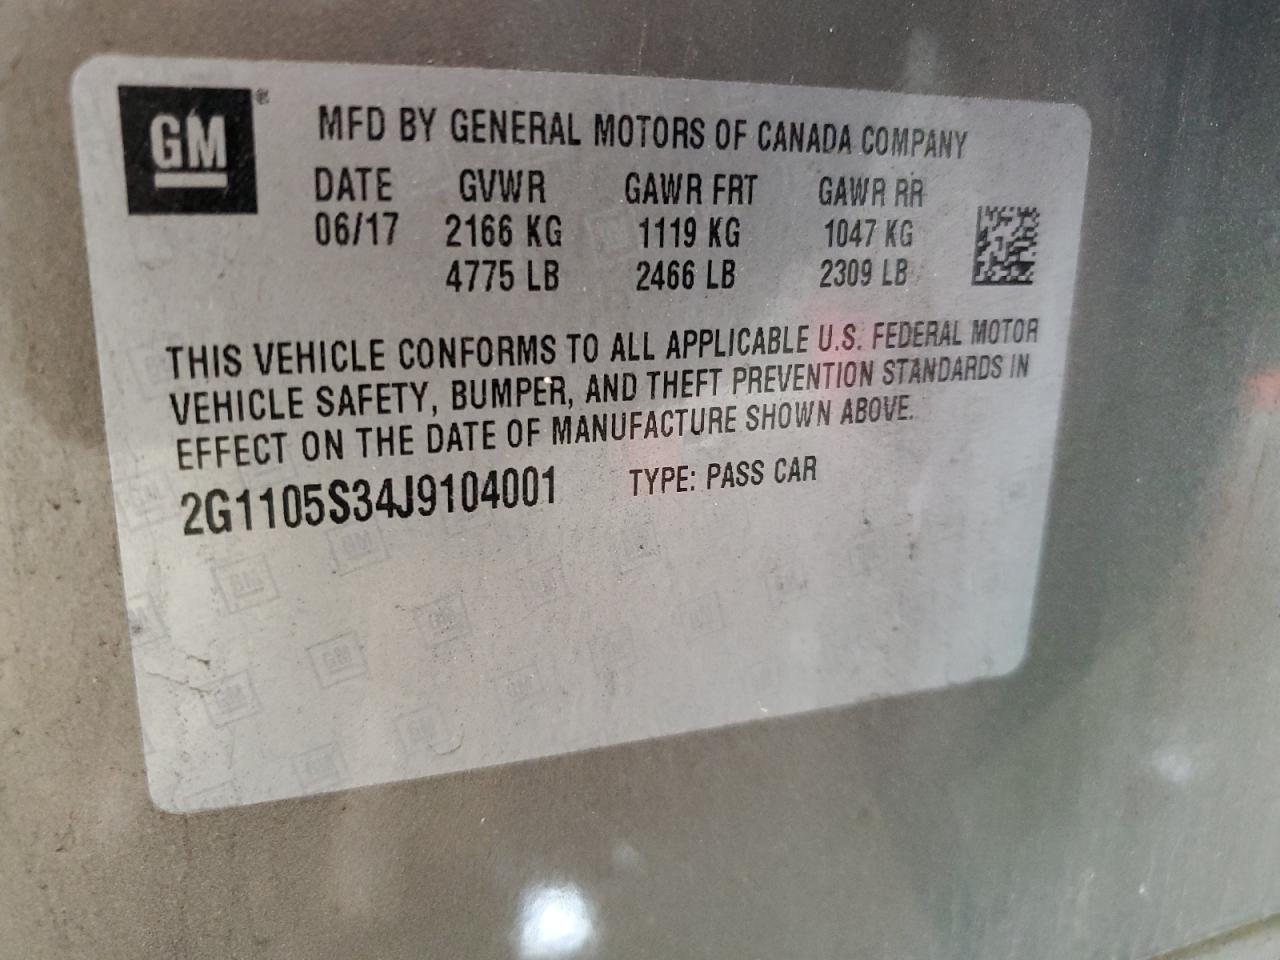 GM®
MFD BY GENERAL MOTORS OF CANADA COMPANY
DATE GVWR GAWR FRT GAWR RR
06/17 2166 KG 1119 KG 1047 KG
4775 LB 2466 LB 2309 LB
THIS VEHICLE CONFORMS TO ALL APPLICABLE U.S. FEDERAL MOTOR
VEHICLE SAFETY, BUMPER, AND THEFT PREVENTION STANDARDS IN
EFFECT ON THE DATE OF MANUFACTURE SHOWN ABOVE.
2G1105S34J9104001 TYPE: PASS CAR